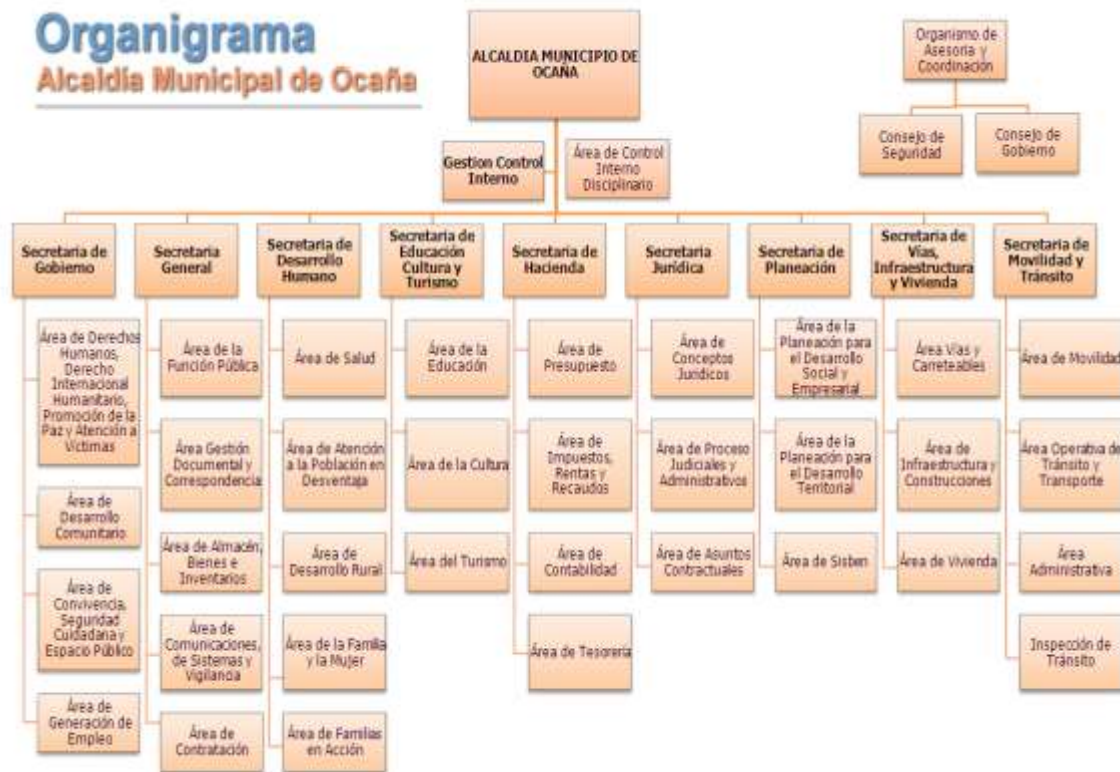 Organigrama
Alcaldía Municipal de Ocaña
ALCALDIA MUNICIPIO DE
OCAÑA
Organismo de
Asesoría y
Coordinación
Consejo de
Seguridad
Consejo de
Gobierno
Gestion Control
Interno
Área de Control
Interno
Disciplinario
Secretaria de
Gobierno
Secretaria
General
Secretaria de
Desarrollo
Humano
Secretaria de
Educación
Cultura y
Turismo
Secretaria de
Hacienda
Secretaria
Jurídica
Secretaria de
Planeación
Secretaria de
Vías,
Infraestructura
y Vivienda
Secretaria de
Movilidad y
Tránsito
Área de Derechos
Humanos,
Derecho
Internacional
Humanitario,
Promoción de la
Paz y Atención a
Víctimas
Área de
Desarrollo
Comunitario
Área de
Convivencia,
Seguridad
Cuidadaria y
Espacio Público
Área de
Generación de
Empleo
Área de la
Función Pública
Área Gestión
Documental y
Correspondencia
Área de Almacén,
Bienes e
Inventarios
Área de
Comunicaciones,
de Sistemas y
Vigilancia
Área de
Contratación
Área de Salud
Área de Atención
a la Población en
Desventaja
Área de
Desarrollo Rural
Área de la Familia
y la Mujer
Área de Familias
en Acción
Área de la
Educación
Área de la Cultura
Área del Turismo
Área de
Presupuesto
Área de
Impuestos,
Rentas y
Recaudos
Área de
Contabilidad
Área de Tesorería
Área de
Conceptos
Jurídicos
Área de Proceso
Judiciales y
Administrativos
Área de Asuntos
Contractuales
Área de la
Planeación para
el Desarrollo
Social y
Empresarial
Área de la
Planeación para
el Desarrollo
Territorial
Área de Sisben
Área Vías y
Carreteables
Área de
Infraestructura y
Construcciones
Área de Vivienda
Área de Movilidad
Área Operativa de
Tránsito y
Transporte
Área
Administrativa
Inspección de
Tránsito